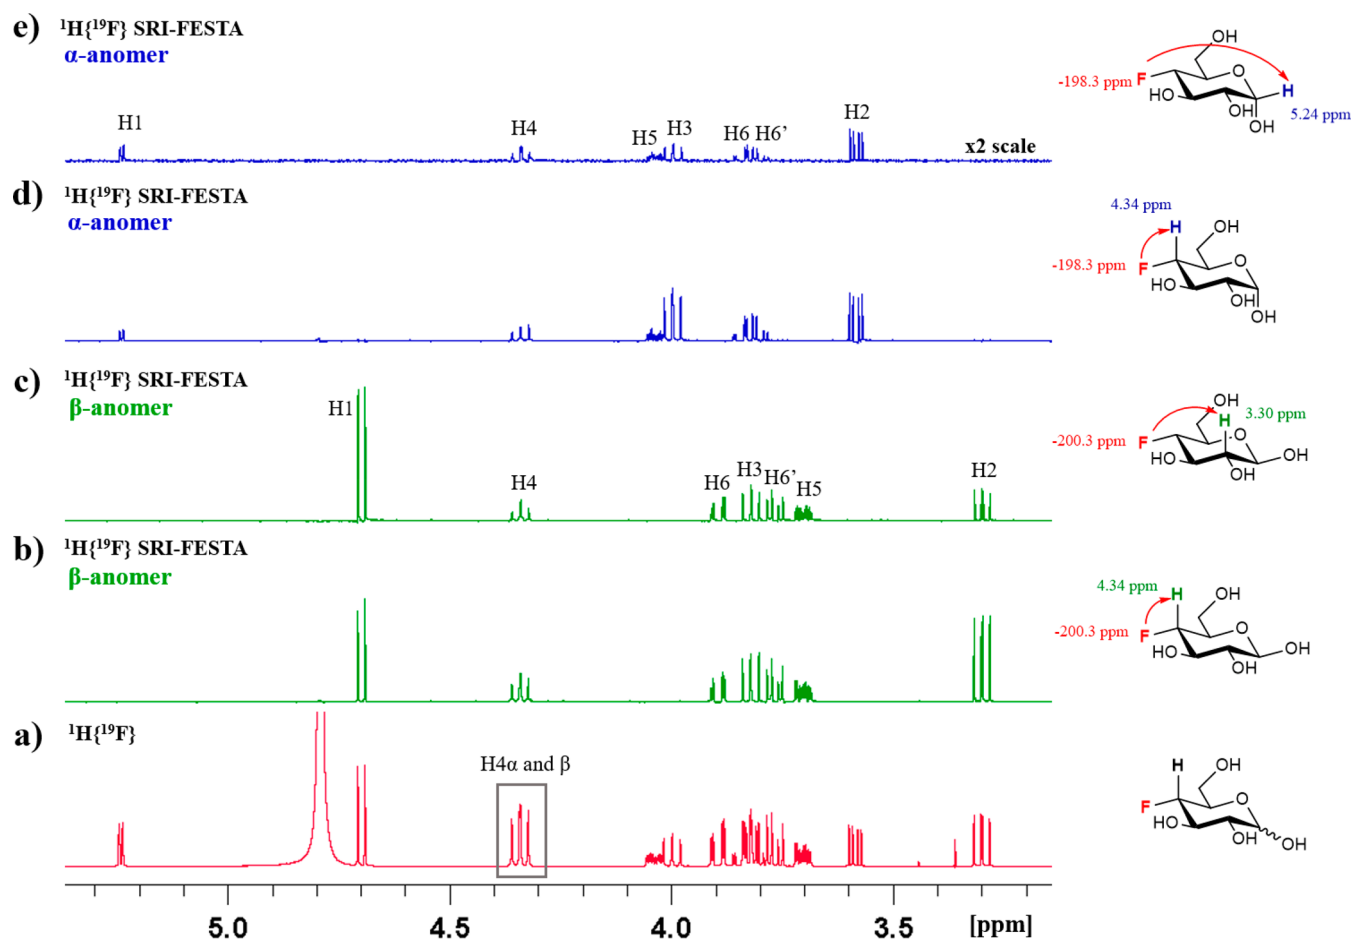 e) ¹H{¹⁹F} SRI-FESTA
α-anomer
H1
H4
H5
H3
H6
H6'
H2
x2 scale
OH
-198.3 ppm
F
O
HO
H
OH
5.24 ppm
OH
d) ¹H{¹⁹F} SRI-FESTA
α-anomer
4.34 ppm
H
OH
-198.3 ppm
F
O
HO
OH
OH
c) ¹H{¹⁹F} SRI-FESTA
β-anomer
H1
H4
H6
H3
H6'
H5
H2
OH
H
3.30 ppm
-200.3 ppm
F
O
HO
OH
OH
b) ¹H{¹⁹F} SRI-FESTA
β-anomer
4.34 ppm
H
OH
-200.3 ppm
F
O
HO
OH
OH
a) ¹H{¹⁹F}
H4α and β
H
OH
F
O
HO
OH
OH
5.0
4.5
4.0
3.5
[ppm]